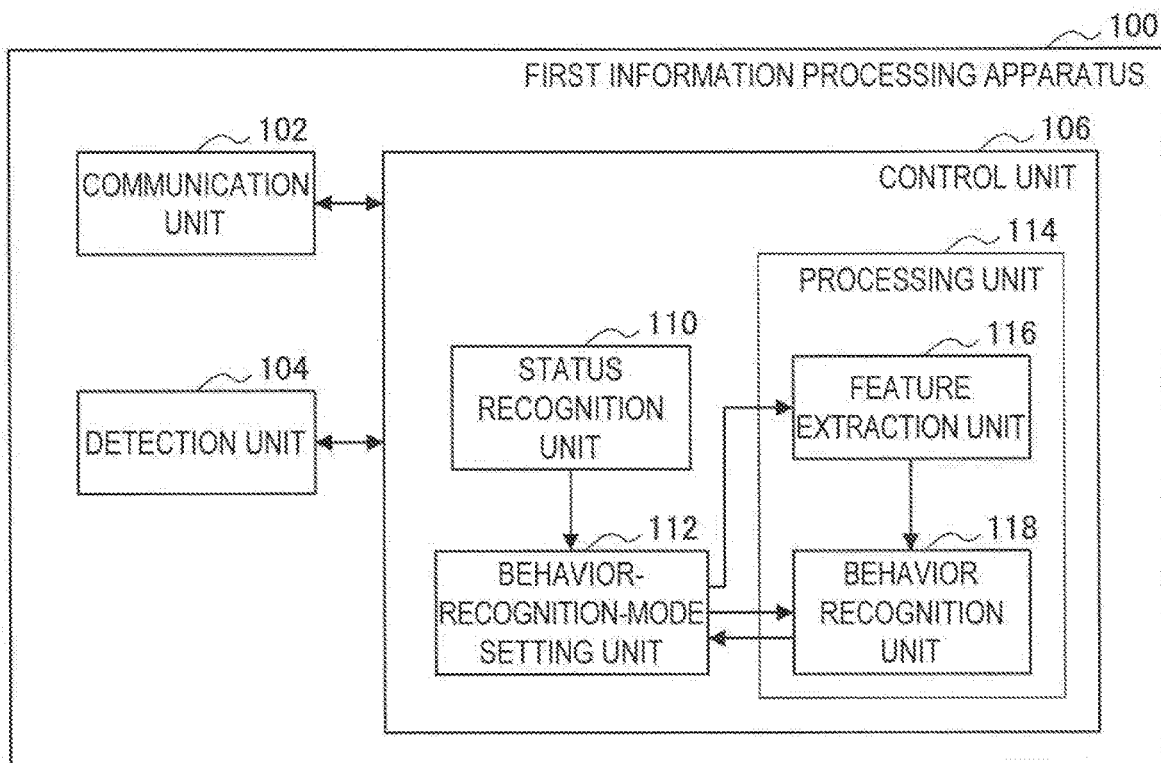 100
FIRST INFORMATION PROCESSING APPARATUS
102
COMMUNICATION
UNIT
106
CONTROL UNIT
114
PROCESSING UNIT
104
DETECTION UNIT
110
STATUS
RECOGNITION
UNIT
116
FEATURE
EXTRACTION UNIT
112
BEHAVIOR-
RECOGNITION-MODE
SETTING UNIT
118
BEHAVIOR
RECOGNITION
UNIT